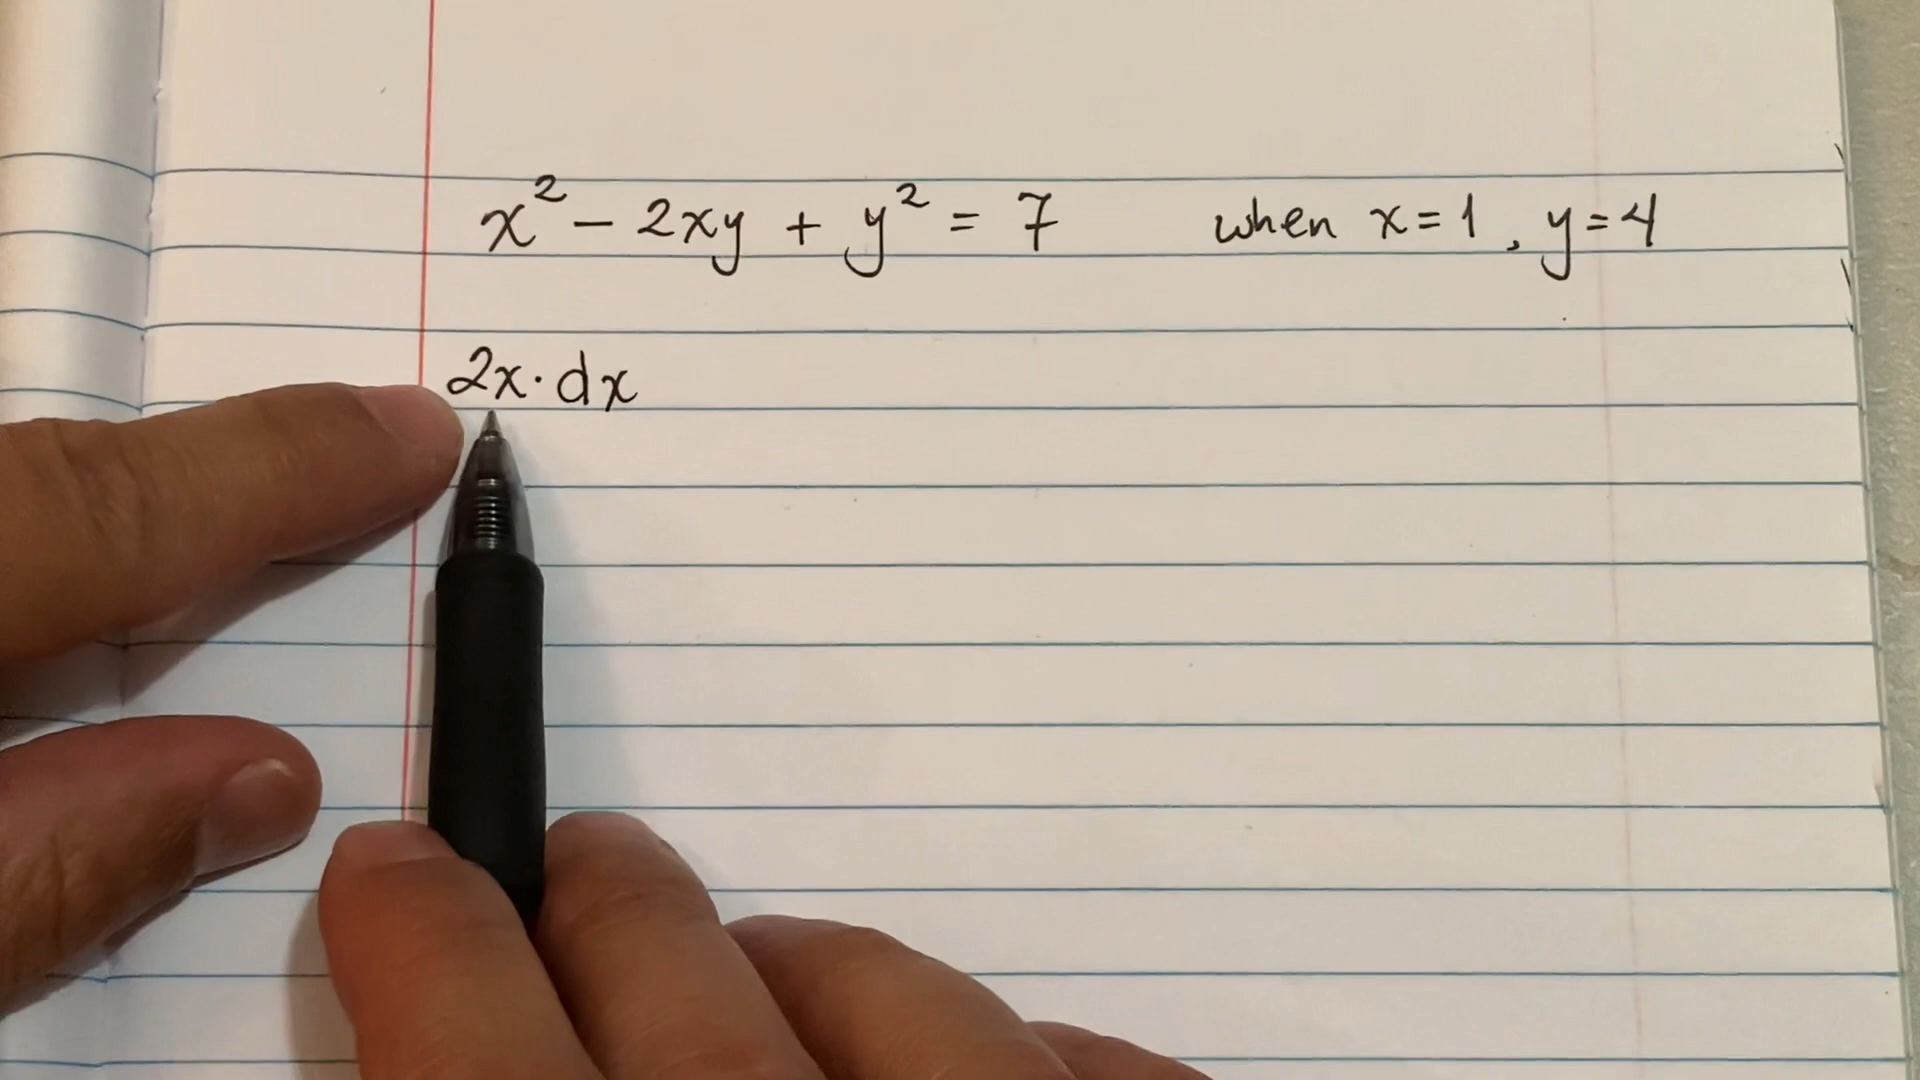 x² - 2xy + y² = 7 when x = 1, y = 4
2x · dx